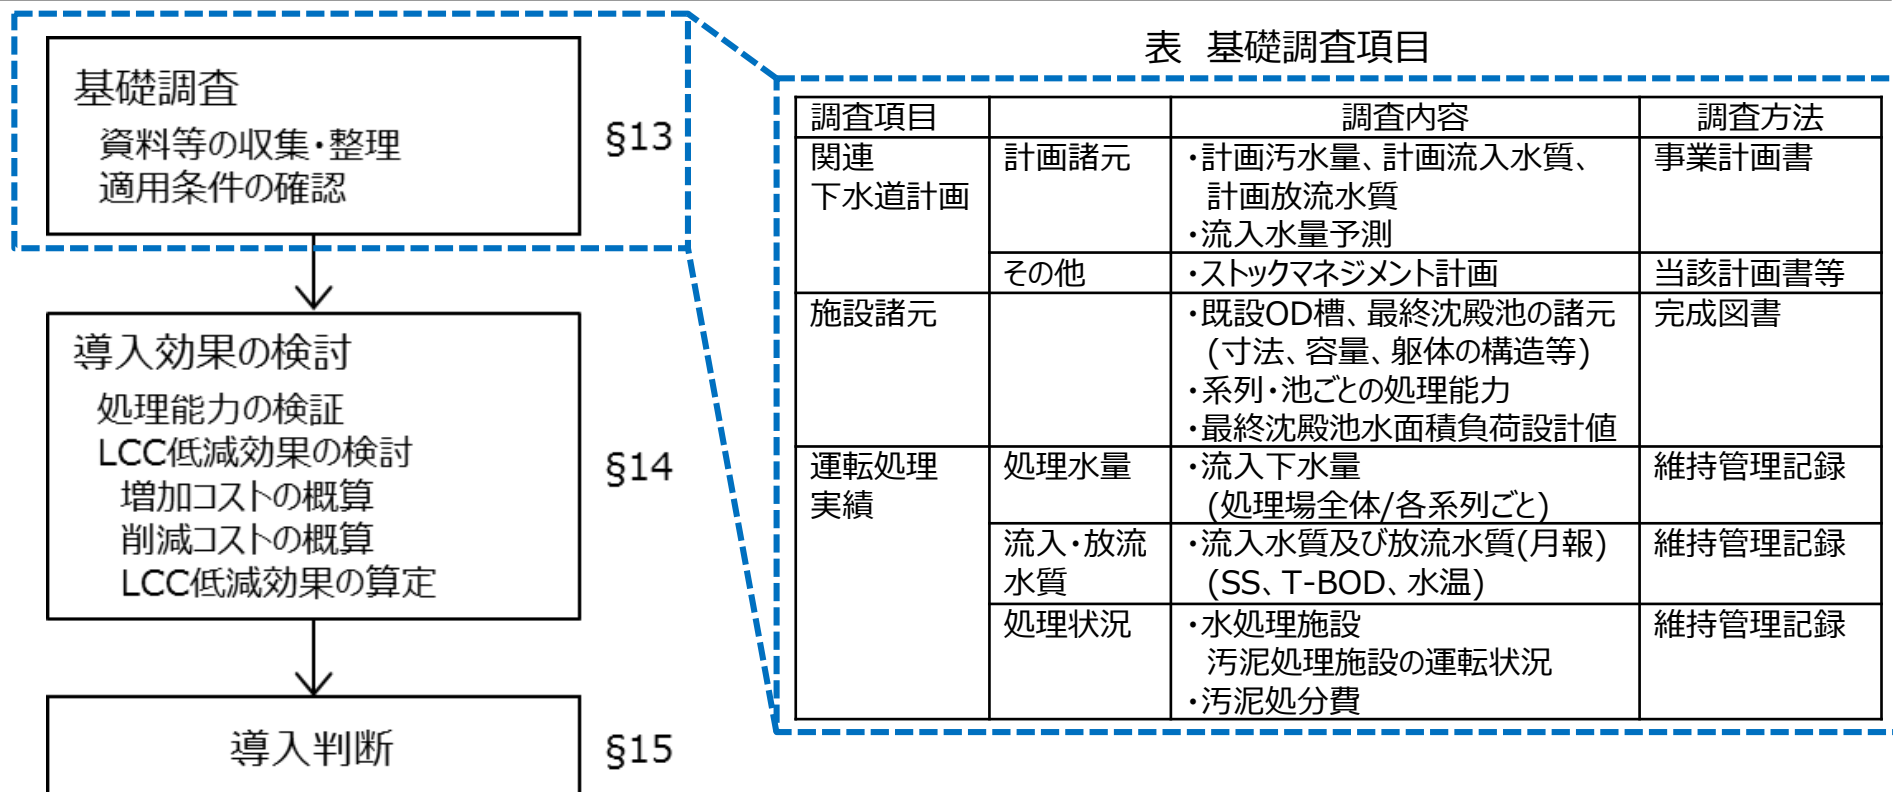 基礎調査
資料等の収集・整理
適用条件の確認
§13
導入効果の検討
処理能力の検証
LCC低減効果の検討
増加コストの概算
削減コストの概算
LCC低減効果の算定
§14
導入判断
§15
表 基礎調査項目
調査項目 調査内容 調査方法
関連 計画諸元 ・計画汚水量、計画流入水質、 事業計画書
下水道計画 計画放流水質
・流入水量予測
その他 ・ストックマネジメント計画 当該計画書等
施設諸元 ・既設OD槽、最終沈殿池の諸元 完成図書
(寸法、容量、躯体の構造等)
・系列・池ごとの処理能力
・最終沈殿池水面積負荷設計値
運転処理 処理水量 ・流入下水量 維持管理記録
実績 (処理場全体/各系列ごと)
流入・放流 ・流入水質及び放流水質(月報) 維持管理記録
水質 (SS、T-BOD、水温)
処理状況 ・水処理施設 維持管理記録
汚泥処理施設の運転状況
・汚泥処分費